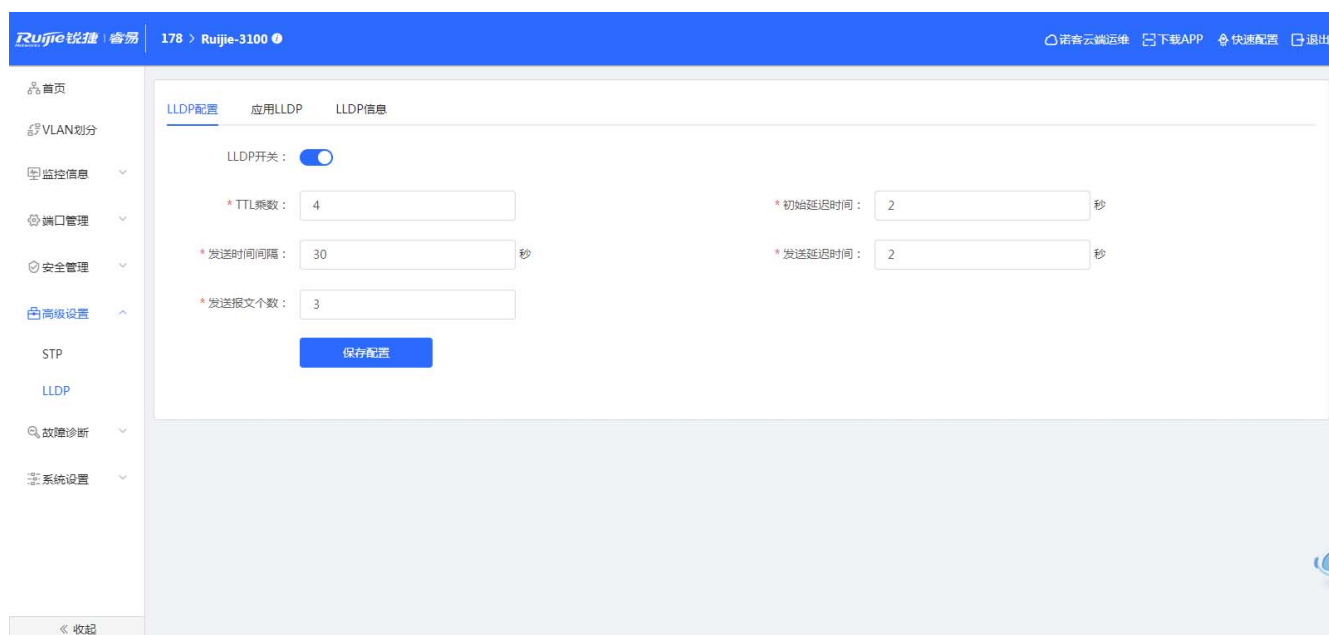 Ruijie锐捷 | 睿易 178 > Ruijie-3100
Networks
诺客云端运维 下载APP 快速配置 退出
首页
VLAN划分
监控信息
端口管理
安全管理
高级设置
STP
LLDP
故障诊断
系统设置
《 收起
LLDP配置 应用LLDP LLDP信息
LLDP开关：
* TTL乘数： 4 * 初始延迟时间： 2 秒
* 发送时间间隔： 30 秒 * 发送延迟时间： 2 秒
* 发送报文个数： 3
保存配置